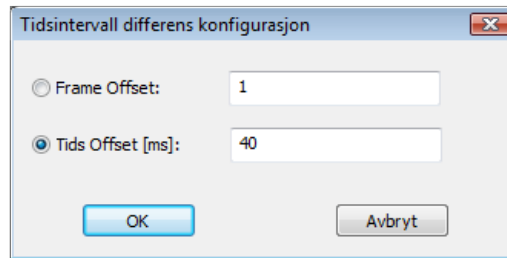 Tidsintervall differens konfigurasjon
Frame Offset: 1
Tids Offset [ms]: 40
OK Avbryt